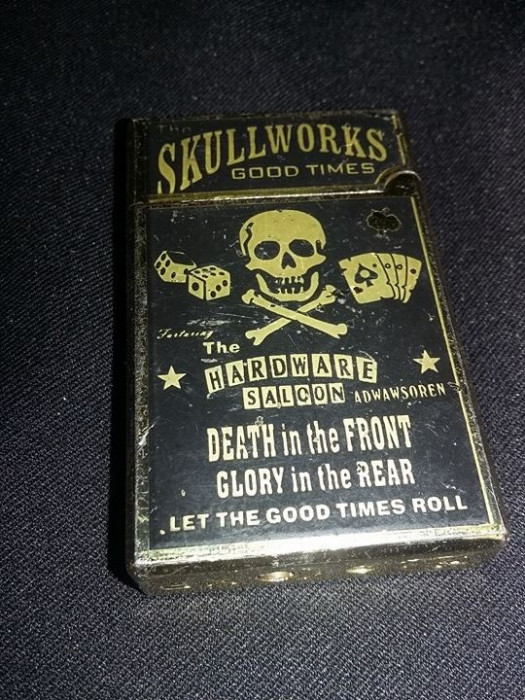 The
SKULLWORKS
GOOD TIMES
Featuring
The
HARDWARE
SALOON ADWAWSOREN
DEATH in the FRONT
GLORY in the REAR
LET THE GOOD TIMES ROLL